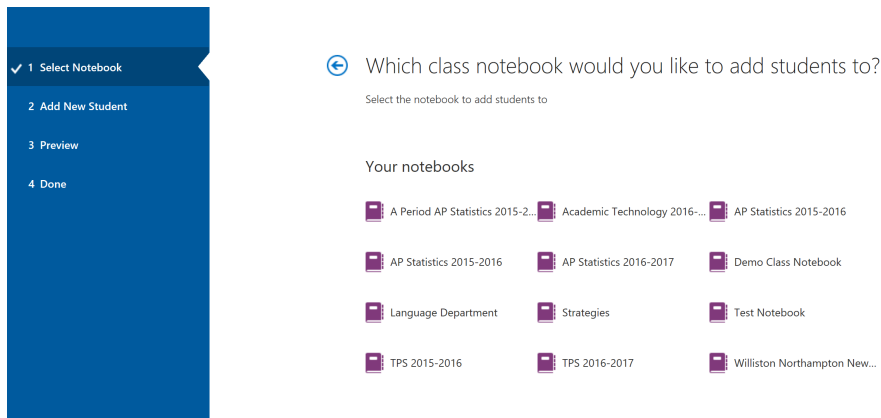 1 Select Notebook
2 Add New Student
3 Preview
4 Done
Which class notebook would you like to add students to?
Select the notebook to add students to
Your notebooks
A Period AP Statistics 2015-2...
Academic Technology 2016-...
AP Statistics 2015-2016
AP Statistics 2015-2016
AP Statistics 2016-2017
Demo Class Notebook
Language Department
Strategies
Test Notebook
TPS 2015-2016
TPS 2016-2017
Williston Northampton New...